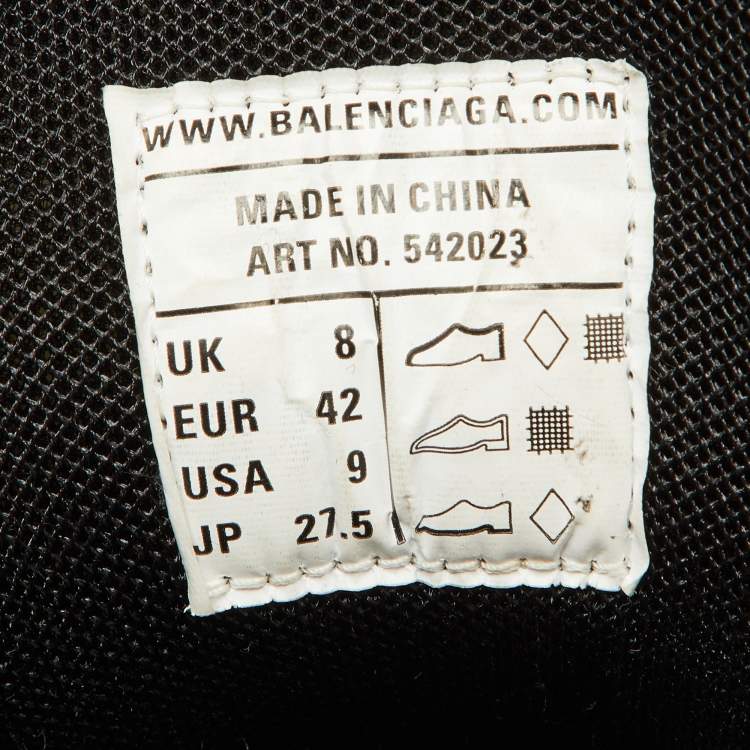 WWW.BALENCIAGA.COM
MADE IN CHINA
ART NO. 542023
UK 8
EUR 42
USA 9
JP 27.5